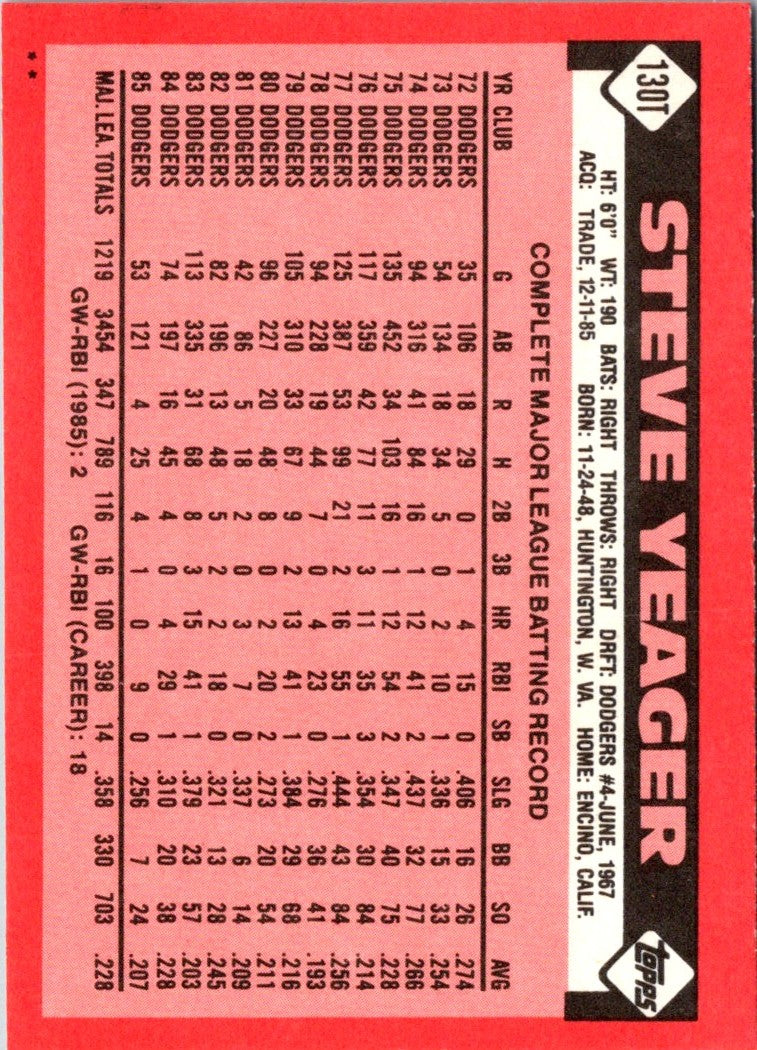 130T
STEVE YEAGER
topps
HT: 6'0" WT: 190 BATS: RIGHT THROWS: RIGHT DRFT: DODGERS #4-JUNE, 1967
ACQ: TRADE, 12-11-85 BORN: 11-24-48, HUNTINGTON, W. VA. HOME: ENCINO, CALIF.
COMPLETE MAJOR LEAGUE BATTING RECORD
YR CLUB G AB R H 2B 3B HR RBI SB SLG BB SO AVG
72 DODGERS 35 106 18 29 0 1 4 15 0 .406 16 26 .274
73 DODGERS 54 134 18 34 5 0 2 10 1 .336 15 33 .254
74 DODGERS 94 316 41 84 16 1 12 41 2 .437 32 77 .266
75 DODGERS 135 452 34 103 16 1 12 54 2 .347 40 75 .228
76 DODGERS 117 359 42 77 11 3 11 35 3 .354 30 84 .214
77 DODGERS 125 387 53 99 21 2 16 55 1 .444 43 84 .256
78 DODGERS 94 228 19 44 7 0 4 23 0 .276 36 41 .193
79 DODGERS 105 310 33 67 9 2 13 41 1 .384 29 68 .216
80 DODGERS 96 227 20 48 8 0 2 20 2 .273 20 54 .211
81 DODGERS 42 86 5 18 2 0 3 7 0 .337 6 14 .209
82 DODGERS 82 196 13 48 5 2 2 18 0 .321 13 28 .245
83 DODGERS 113 335 31 68 8 3 15 41 1 .379 23 57 .203
84 DODGERS 74 197 16 45 4 0 4 29 1 .310 20 38 .228
85 DODGERS 53 121 4 25 4 1 0 9 0 .256 7 24 .207
MAJ. LEA. TOTALS 1219 3454 347 789 116 16 100 398 14 .358 330 703 .228
GW-RBI (1985): 2 GW-RBI (CAREER): 18
**